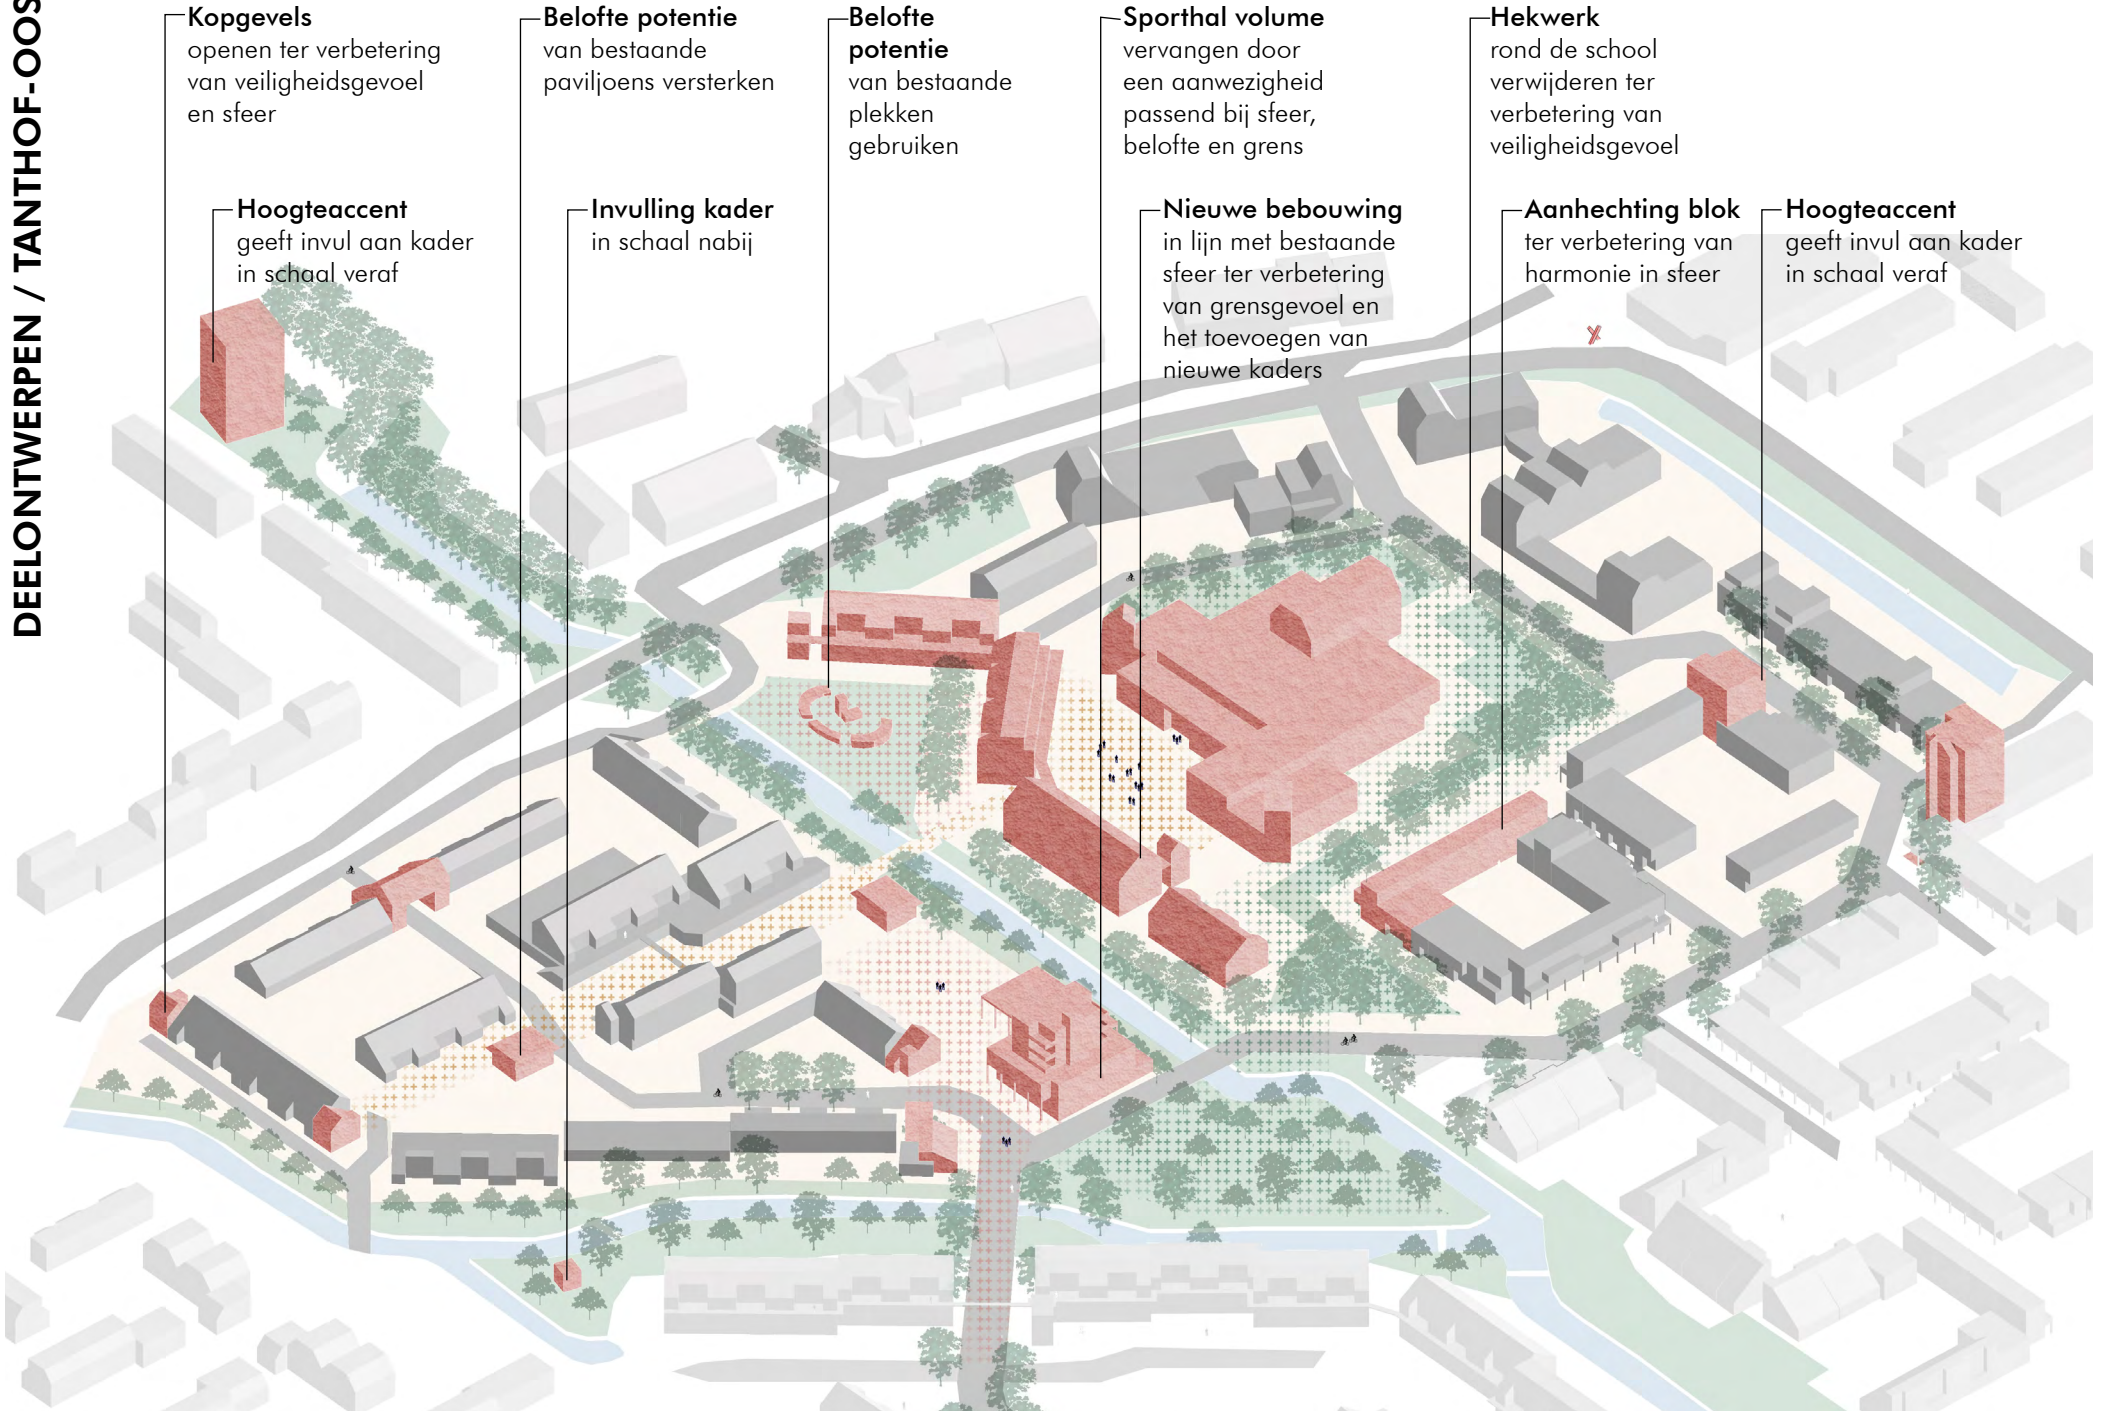 DEELONTWERPEN / TANTHOF-OOS
Kopgevels
openen ter verbetering
van veiligheidsgevoel
en sfeer
Belofte potentie
van bestaande
paviljoens versterken
Belofte
potentie
van bestaande
plekken
gebruiken
Sporthal volume
vervangen door
een aanwezigheid
passend bij sfeer,
belofte en grens
Hekwerk
rond de school
verwijderen ter
verbetering van
veiligheidsgevoel
Hoogteaccent
geeft invul aan kader
in schaal veraf
Invulling kader
in schaal nabij
Nieuwe bebouwing
in lijn met bestaande
sfeer ter verbetering
van grensgevoel en
het toevoegen van
nieuwe kaders
Aanhechting blok
ter verbetering van
harmonie in sfeer
Hoogteaccent
geeft invul aan kader
in schaal veraf